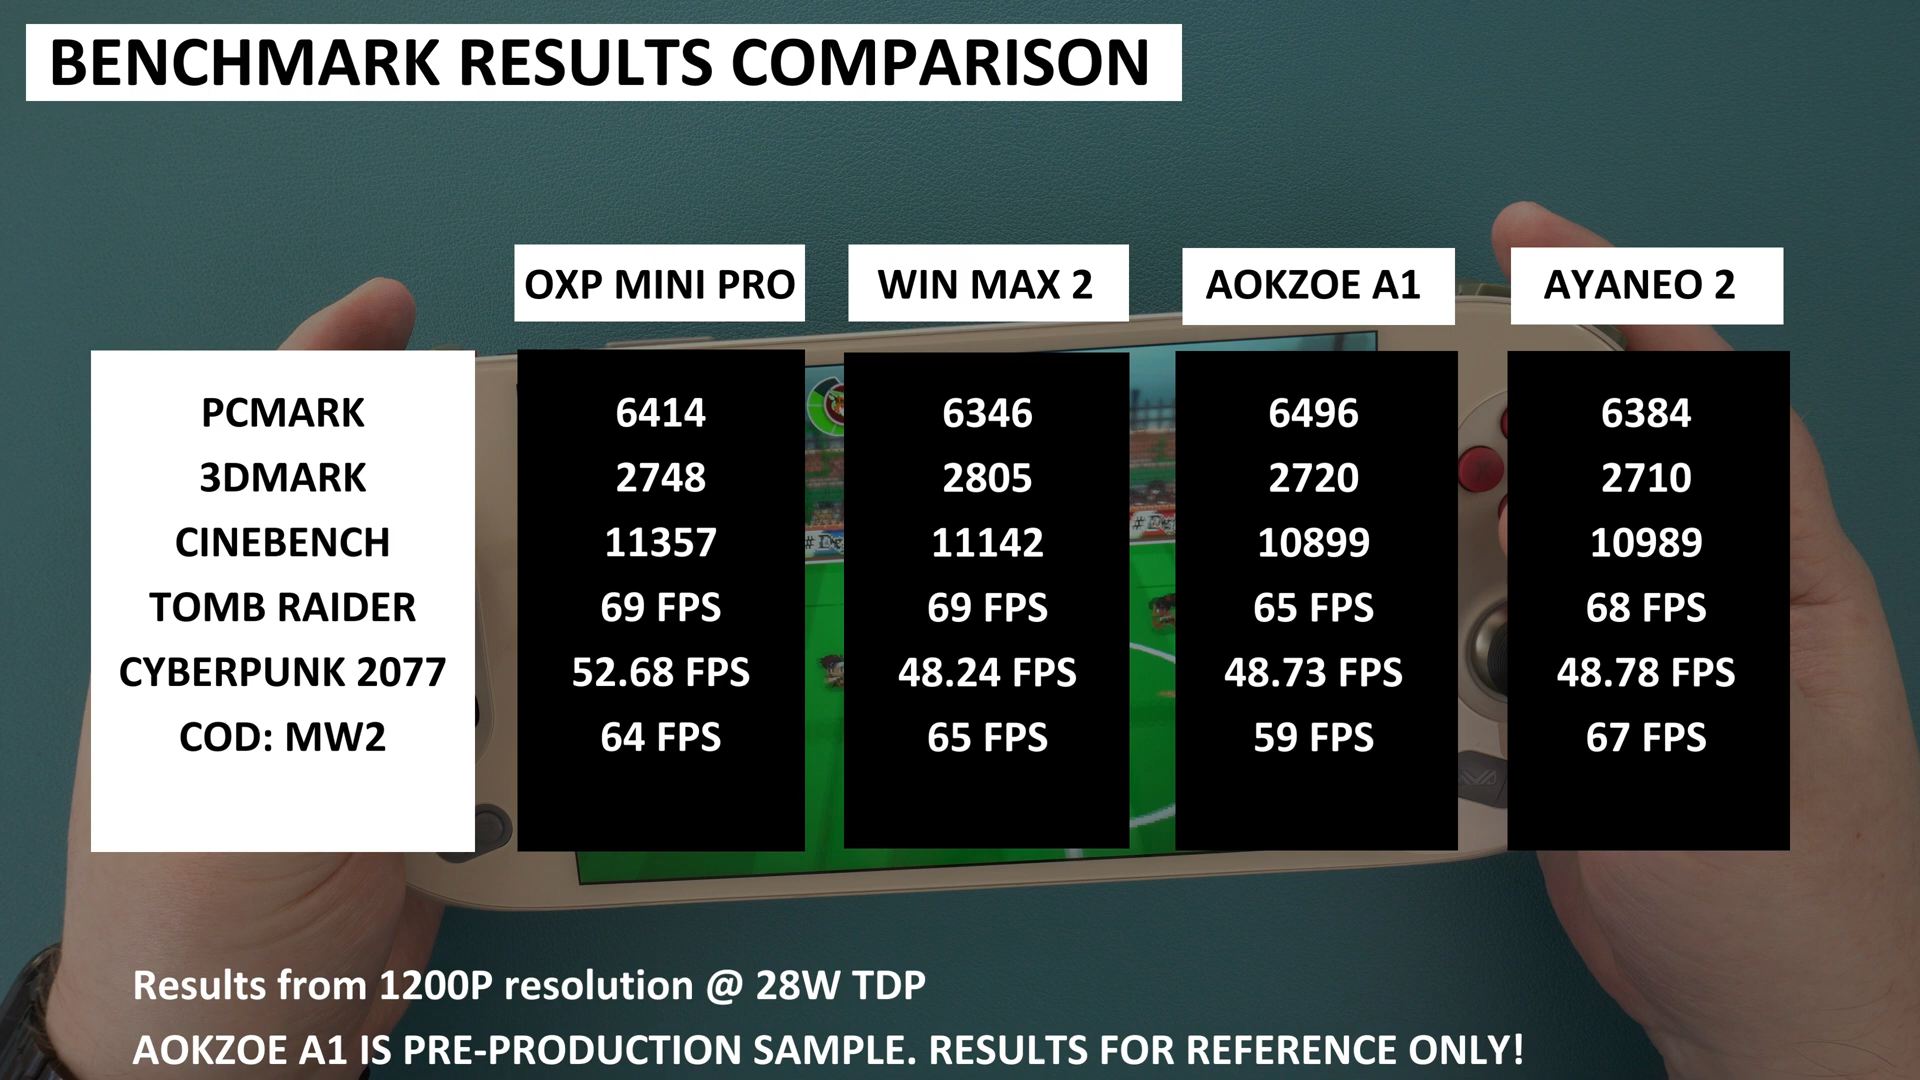 BENCHMARK RESULTS COMPARISON
OXP MINI PRO WIN MAX 2 AOKZOE A1 AYANEO 2
PCMARK 6414 6346 6496 6384
3DMARK 2748 2805 2720 2710
CINEBENCH 11357 11142 10899 10989
TOMB RAIDER 69 FPS 69 FPS 65 FPS 68 FPS
CYBERPUNK 2077 52.68 FPS 48.24 FPS 48.73 FPS 48.78 FPS
COD: MW2 64 FPS 65 FPS 59 FPS 67 FPS
Results from 1200P resolution @ 28W TDP
AOKZOE A1 IS PRE-PRODUCTION SAMPLE. RESULTS FOR REFERENCE ONLY!